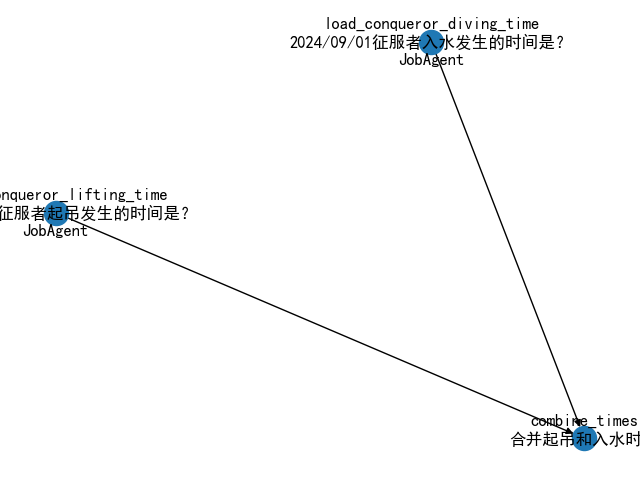 load_conqueror_diving_time
2024/09/01征服者入水发生的时间是?
JobAgent
onqueror_lifting_time
征服者起吊发生的时间是?
JobAgent
combine_times
合并起吊和入水时